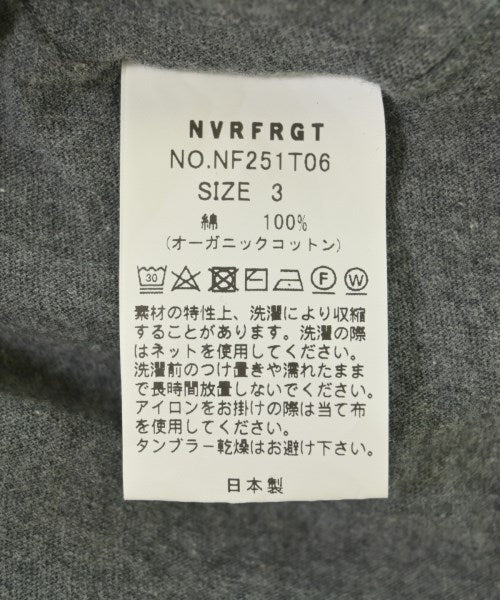 NVRFRGT
NO.NF251T06
SIZE 3
綿 100%
(オーガニックコットン)
30 F W
素材の特性上、洗濯により収縮
することがあります。洗濯の際
はネットを使用してください。
洗濯前のつけ置きや濡れたまま
で長時間放置しないでください。
アイロンをお掛けの際は当て布
を使用してください。
タンブラー乾燥はお避け下さい。
日本製